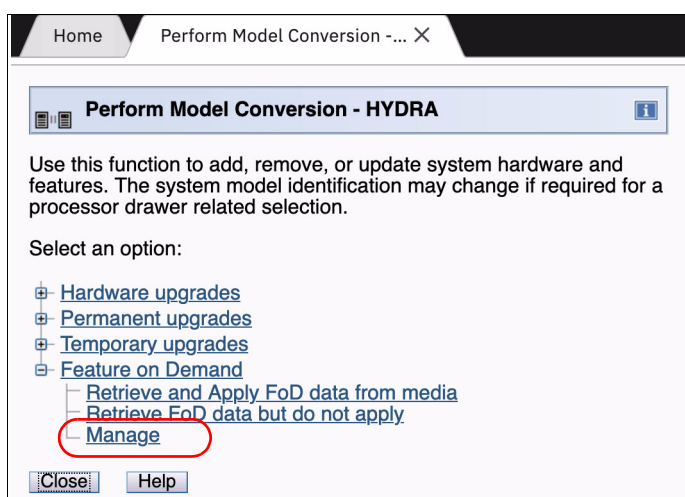 Home
Perform Model Conversion -...
Perform Model Conversion - HYDRA
Use this function to add, remove, or update system hardware and
features. The system model identification may change if required for a
processor drawer related selection.
Select an option:
Hardware upgrades
Permanent upgrades
Temporary upgrades
Feature on Demand
Retrieve and Apply FoD data from media
Retrieve FoD data but do not apply
Manage
Close
Help